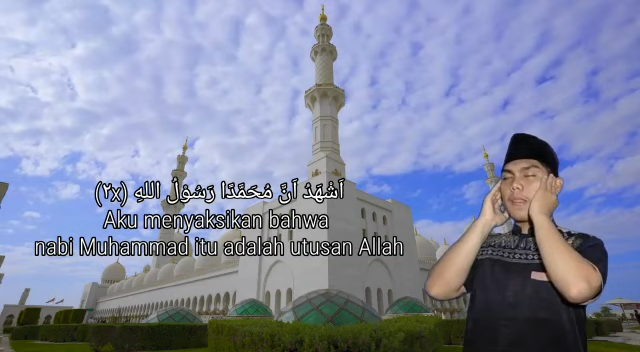 اَشْهَدُ اَنَّ مُحَمَّدًا رَسُوْلُ اللهِ (٢x)
Aku menyaksikan bahwa
nabi Muhammad itu adalah utusan Allah